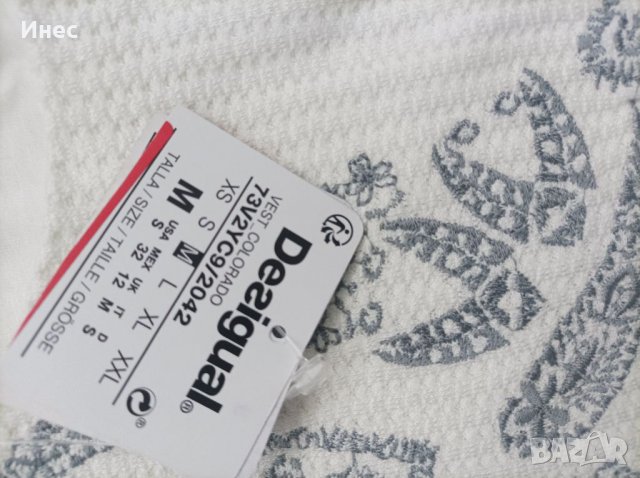 Инес
Desigual®
VEST_COLORADO
73V2YC9/2042
XS S M L XL XXL
M USA MEX UK IT D
S 32 12 M S
TALLA / SIZE / TAILLE / GRÖSSE
BAZAR